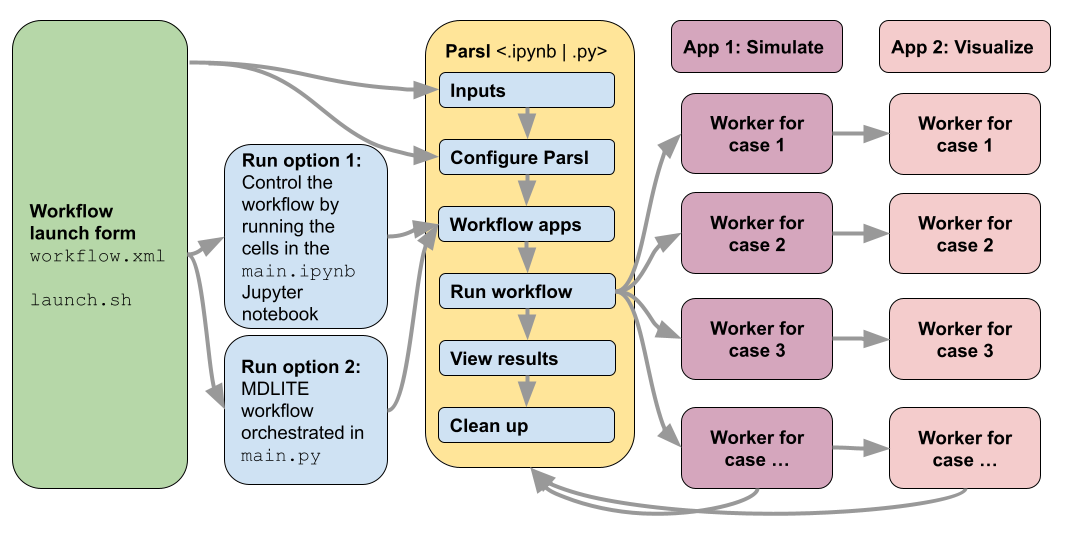 Workflow
launch form
workflow.xml
launch.sh
Run option 1:
Control the
workflow by
running the
cells in the
main.ipynb
Jupyter
notebook
Run option 2:
MDLITE
workflow
orchestrated in
main.py
Parsl <.ipynb | .py>
Inputs
Configure Parsl
Workflow apps
Run workflow
View results
Clean up
App 1: Simulate
Worker for
case 1
Worker for
case 2
Worker for
case 3
Worker for
case …
App 2: Visualize
Worker for
case 1
Worker for
case 2
Worker for
case 3
Worker for
case …